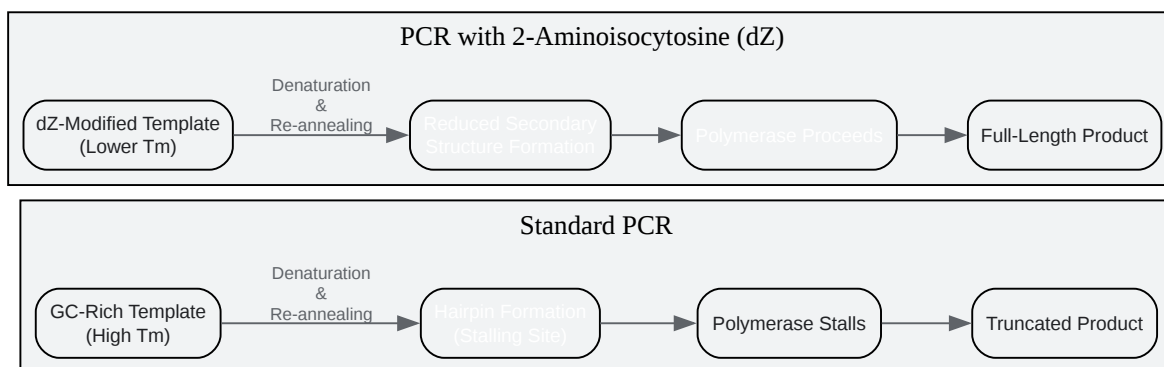 PCR with 2-Aminoisocytosine (dZ)
Denaturation
&
Re-annealing
dZ-Modified Template
(Lower Tm)
Reduced Secondary
Structure Formation
Polymerase Proceeds
Full-Length Product
Standard PCR
Denaturation
&
Re-annealing
GC-Rich Template
(High Tm)
Hairpin Formation
(Stalling Site)
Polymerase Stalls
Truncated Product